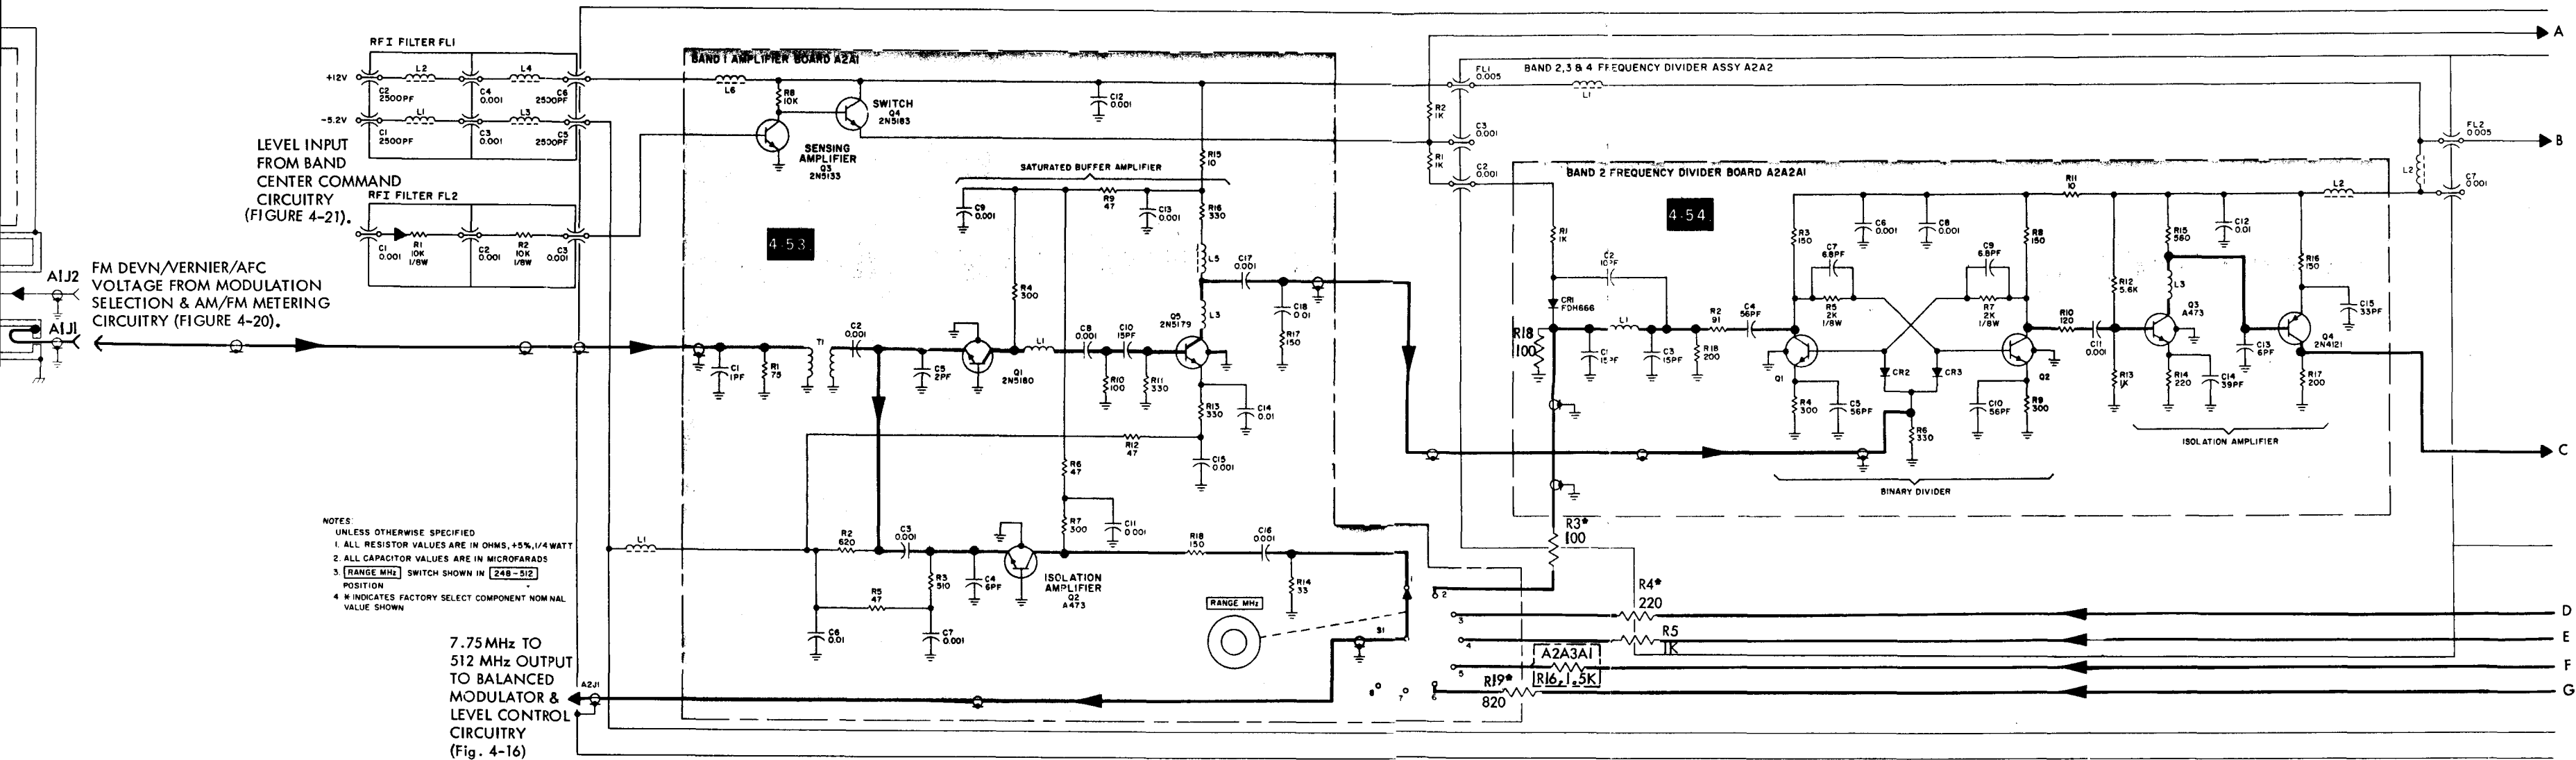 RFI FILTER FL1
+12V
C2
2500PF
L2
C4
0.001
L4
C6
2500PF
-5.2V
C1
2500PF
L1
C3
0.001
L3
C5
2500PF
LEVEL INPUT
FROM BAND
CENTER COMMAND
CIRCUITRY
(FIGURE 4-21).
RFI FILTER FL2
C1
0.001
R1
10K
1/8W
C2
0.001
R2
10K
1/8W
C3
0.001
A1J2
FM DEVN/VERNIER/AFC
VOLTAGE FROM MODULATION
SELECTION & AM/FM METERING
CIRCUITRY (FIGURE 4-20).
A1J1
BAND 1 AMPLIFIER BOARD A2A1
L6
R8
10K
SWITCH
Q4
2N5183
SENSING
AMPLIFIER
Q3
2N5133
C12
0.001
SATURATED BUFFER AMPLIFIER
R15
10
C9
0.001
R9
47
C13
0.001
R16
330
4-53.
R4
300
L5
C17
0.001
C18
0.01
R17
150
L3
Q5
2N5179
C1
1PF
R1
75
T1
C2
0.001
C5
2PF
Q1
2N5180
L1
C8
0.001
C10
15PF
R10
100
R11
330
R13
330
C14
0.01
R12
47
C15
0.001
R6
47
R7
300
C11
0.001
L1
R2
620
C3
0.001
R3
510
C4
6PF
ISOLATION
AMPLIFIER
Q2
A473
R5
47
C6
0.01
C7
0.001
R18
150
C16
0.001
R14
33
RANGE MHz
S1
1
2
3
4
5
6
7
8
NOTES:
UNLESS OTHERWISE SPECIFIED
1. ALL RESISTOR VALUES ARE IN OHMS, +5%, 1/4 WATT
2. ALL CAPACITOR VALUES ARE IN MICROFARADS
3. RANGE MHz SWITCH SHOWN IN 248-512
POSITION
4 * INDICATES FACTORY SELECT COMPONENT NOMINAL
VALUE SHOWN
7.75 MHz TO
512 MHz OUTPUT
TO BALANCED
MODULATOR &
LEVEL CONTROL
CIRCUITRY
(Fig. 4-16)
A2J1
A
FL1
0.005
BAND 2,3 & 4 FREQUENCY DIVIDER ASSY A2A2
L1
R2
1K
C3
0.001
R1
1K
C2
0.001
FL2
0.005
B
L2
C7
0.001
BAND 2 FREQUENCY DIVIDER BOARD A2A2A1
4-54.
R11
10
L2
R1
1K
C2
10PF
CR1
FDH666
R18
100
C1
15PF
L1
C3
15PF
R18
200
R2
91
C4
56PF
R3
150
C7
6.8PF
C6
0.001
C8
0.001
C9
6.8PF
R8
150
R5
2K
1/8W
R7
2K
1/8W
Q1
CR2
CR3
Q2
R4
300
C5
56PF
R6
330
C10
56PF
R9
300
BINARY DIVIDER
R10
120
C11
0.001
R12
5.6K
R13
1K
R15
560
C12
0.01
L3
Q3
A473
R14
220
C14
39PF
C13
6PF
R16
150
C15
33PF
Q4
2N4121
R17
200
ISOLATION AMPLIFIER
C
R3*
100
R4*
220
D
R5
1K
E
A2A3A1
R16, 1.5K
F
R19*
820
G